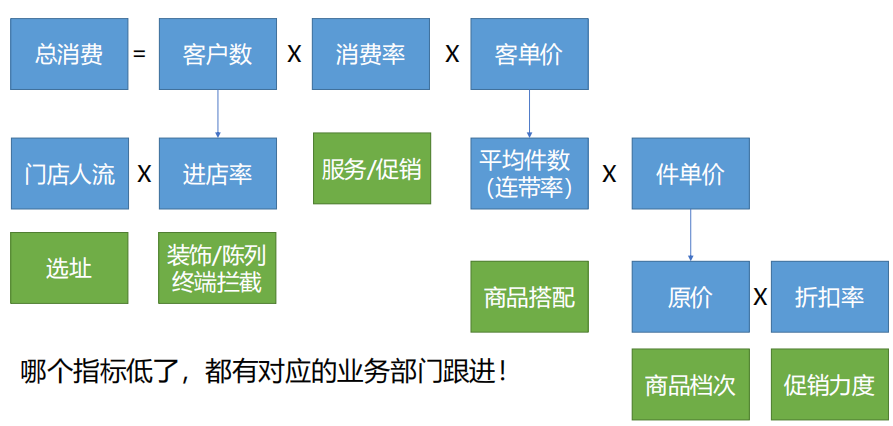 总消费 = 客户数 X 消费率 X 客单价
门店人流 X 进店率 服务/促销 平均件数
（连带率） X 件单价
选址 装饰/陈列
终端拦截
商品搭配 原价 X 折扣率
哪个指标低了，都有对应的业务部门跟进！
商品档次 促销力度